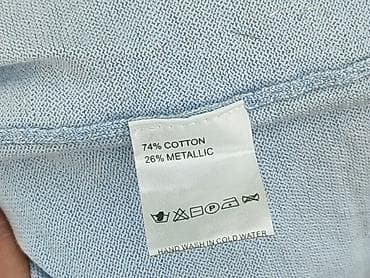 74% COTTON
26% METALLIC
HAND WASH IN COLD WATER